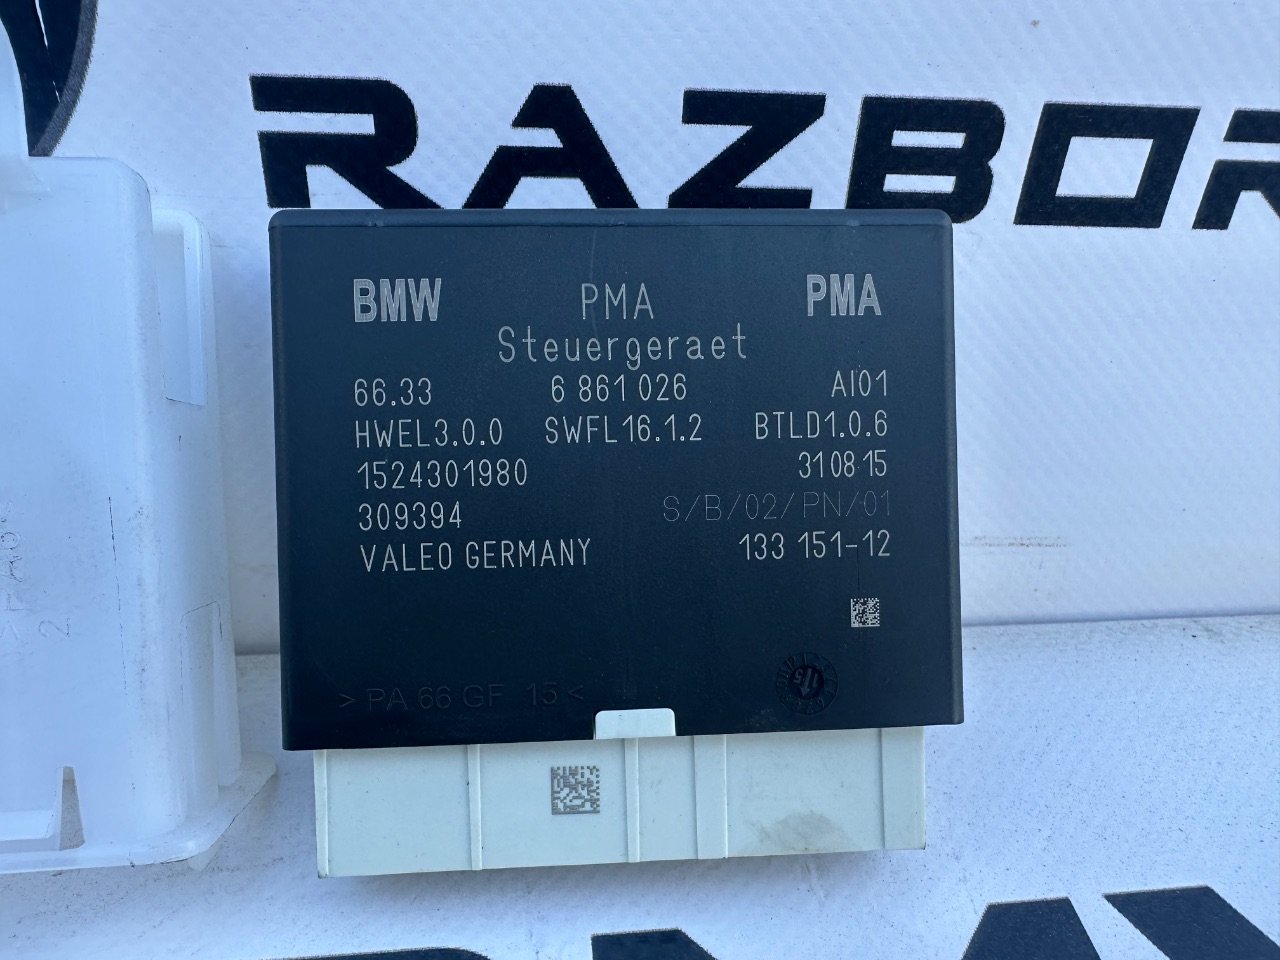 RAZBOR
BMW PMA PMA
Steuergeraet
66.33 6 861 026 AI01
HWEL3.0.0 SWFL16.1.2 BTLD1.0.6
1524301980 310815
309394 S/B/02/PN/01
VALEO GERMANY 133 151-12
> PA 66 GF 15 <